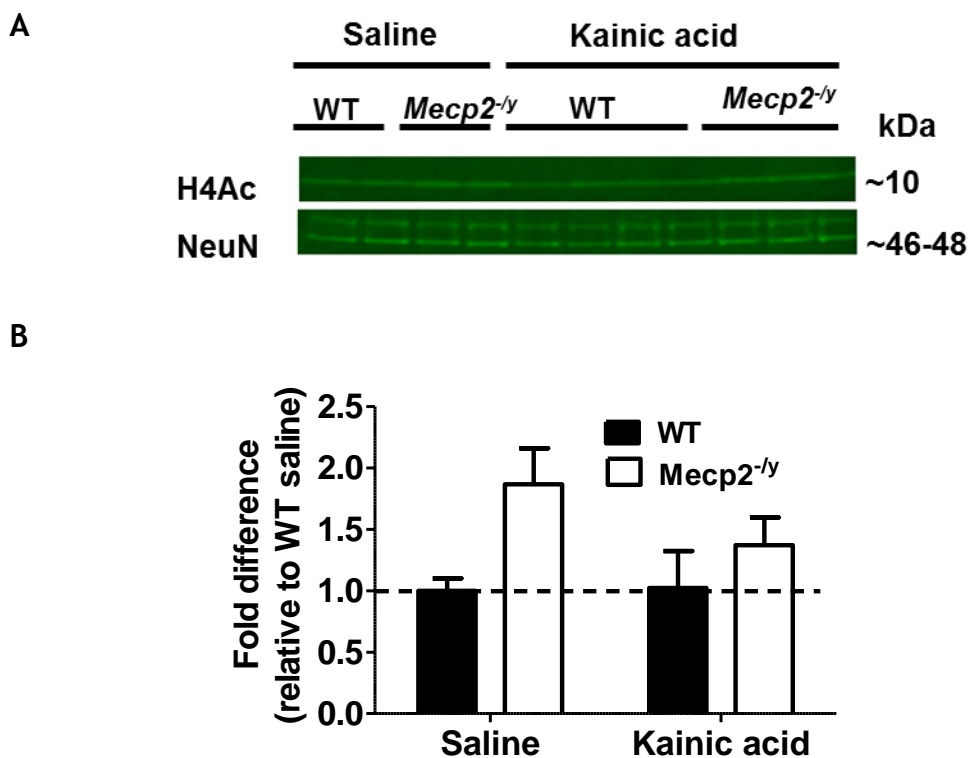 A
Saline Kainic acid
WT Mecp2-/y WT Mecp2-/y
kDa
H4Ac ~10
NeuN ~46-48
B
Fold difference
(relative to WT saline)
2.5
2.0
1.5
1.0
0.5
0.0
WT
Mecp2-/y
Saline Kainic acid